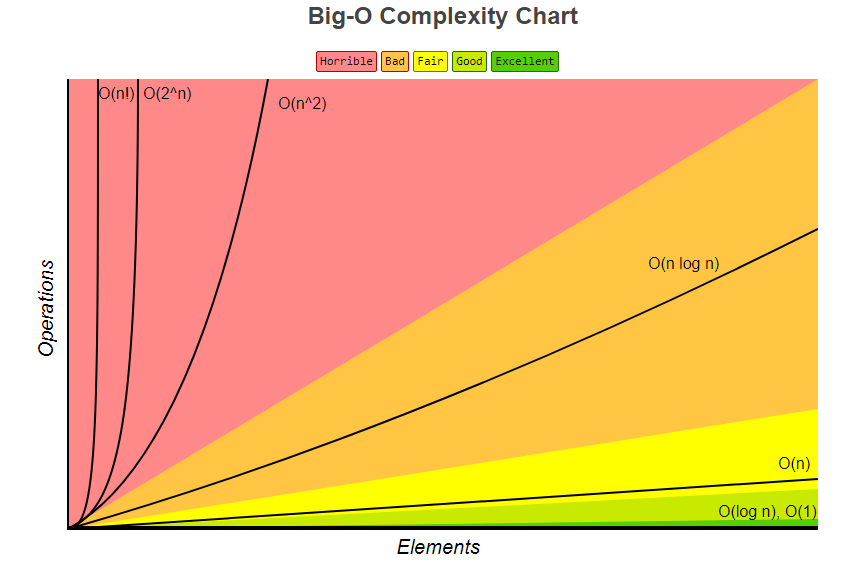 Big-O Complexity Chart
Horrible Bad Fair Good Excellent
O(n!) O(2^n)
O(n^2)
O(n log n)
O(n)
O(log n), O(1)
Operations
Elements